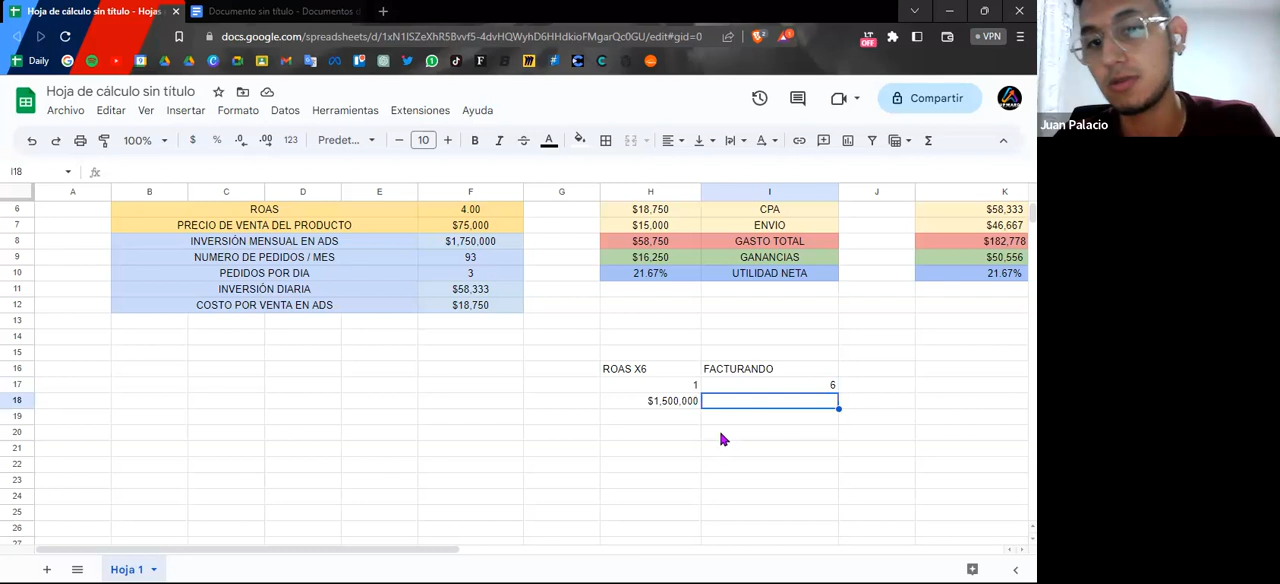 Hoja de cálculo sin título - Hojas
Documento sin título - Documentos d
docs.google.com/spreadsheets/d/1xN1lSZeXhR5Bvvf5-4dvHQWyhD6HHdkioFMgarQc0GU/edit#gid=0
2
1
LT
OFF
VPN
Daily
Hoja de cálculo sin título
Archivo Editar Ver Insertar Formato Datos Herramientas Extensiones Ayuda
Compartir
100% $ % .0 .00 123 Predet... 10 B I A
I18 fx
A B C D E F G H I J K
6 ROAS 4.00 $18,750 CPA $58,333
7 PRECIO DE VENTA DEL PRODUCTO $75,000 $15,000 ENVIO $46,667
8 INVERSIÓN MENSUAL EN ADS $1,750,000 $58,750 GASTO TOTAL $182,778
9 NUMERO DE PEDIDOS / MES 93 $16,250 GANANCIAS $50,556
10 PEDIDOS POR DIA 3 21.67% UTILIDAD NETA 21.67%
11 INVERSIÓN DIARIA $58,333
12 COSTO POR VENTA EN ADS $18,750
13
14
15
16 ROAS X6 FACTURANDO
17 1 6
18 $1,500,000
19
20
21
22
23
24
25
26
27
Hoja 1
Juan Palacio